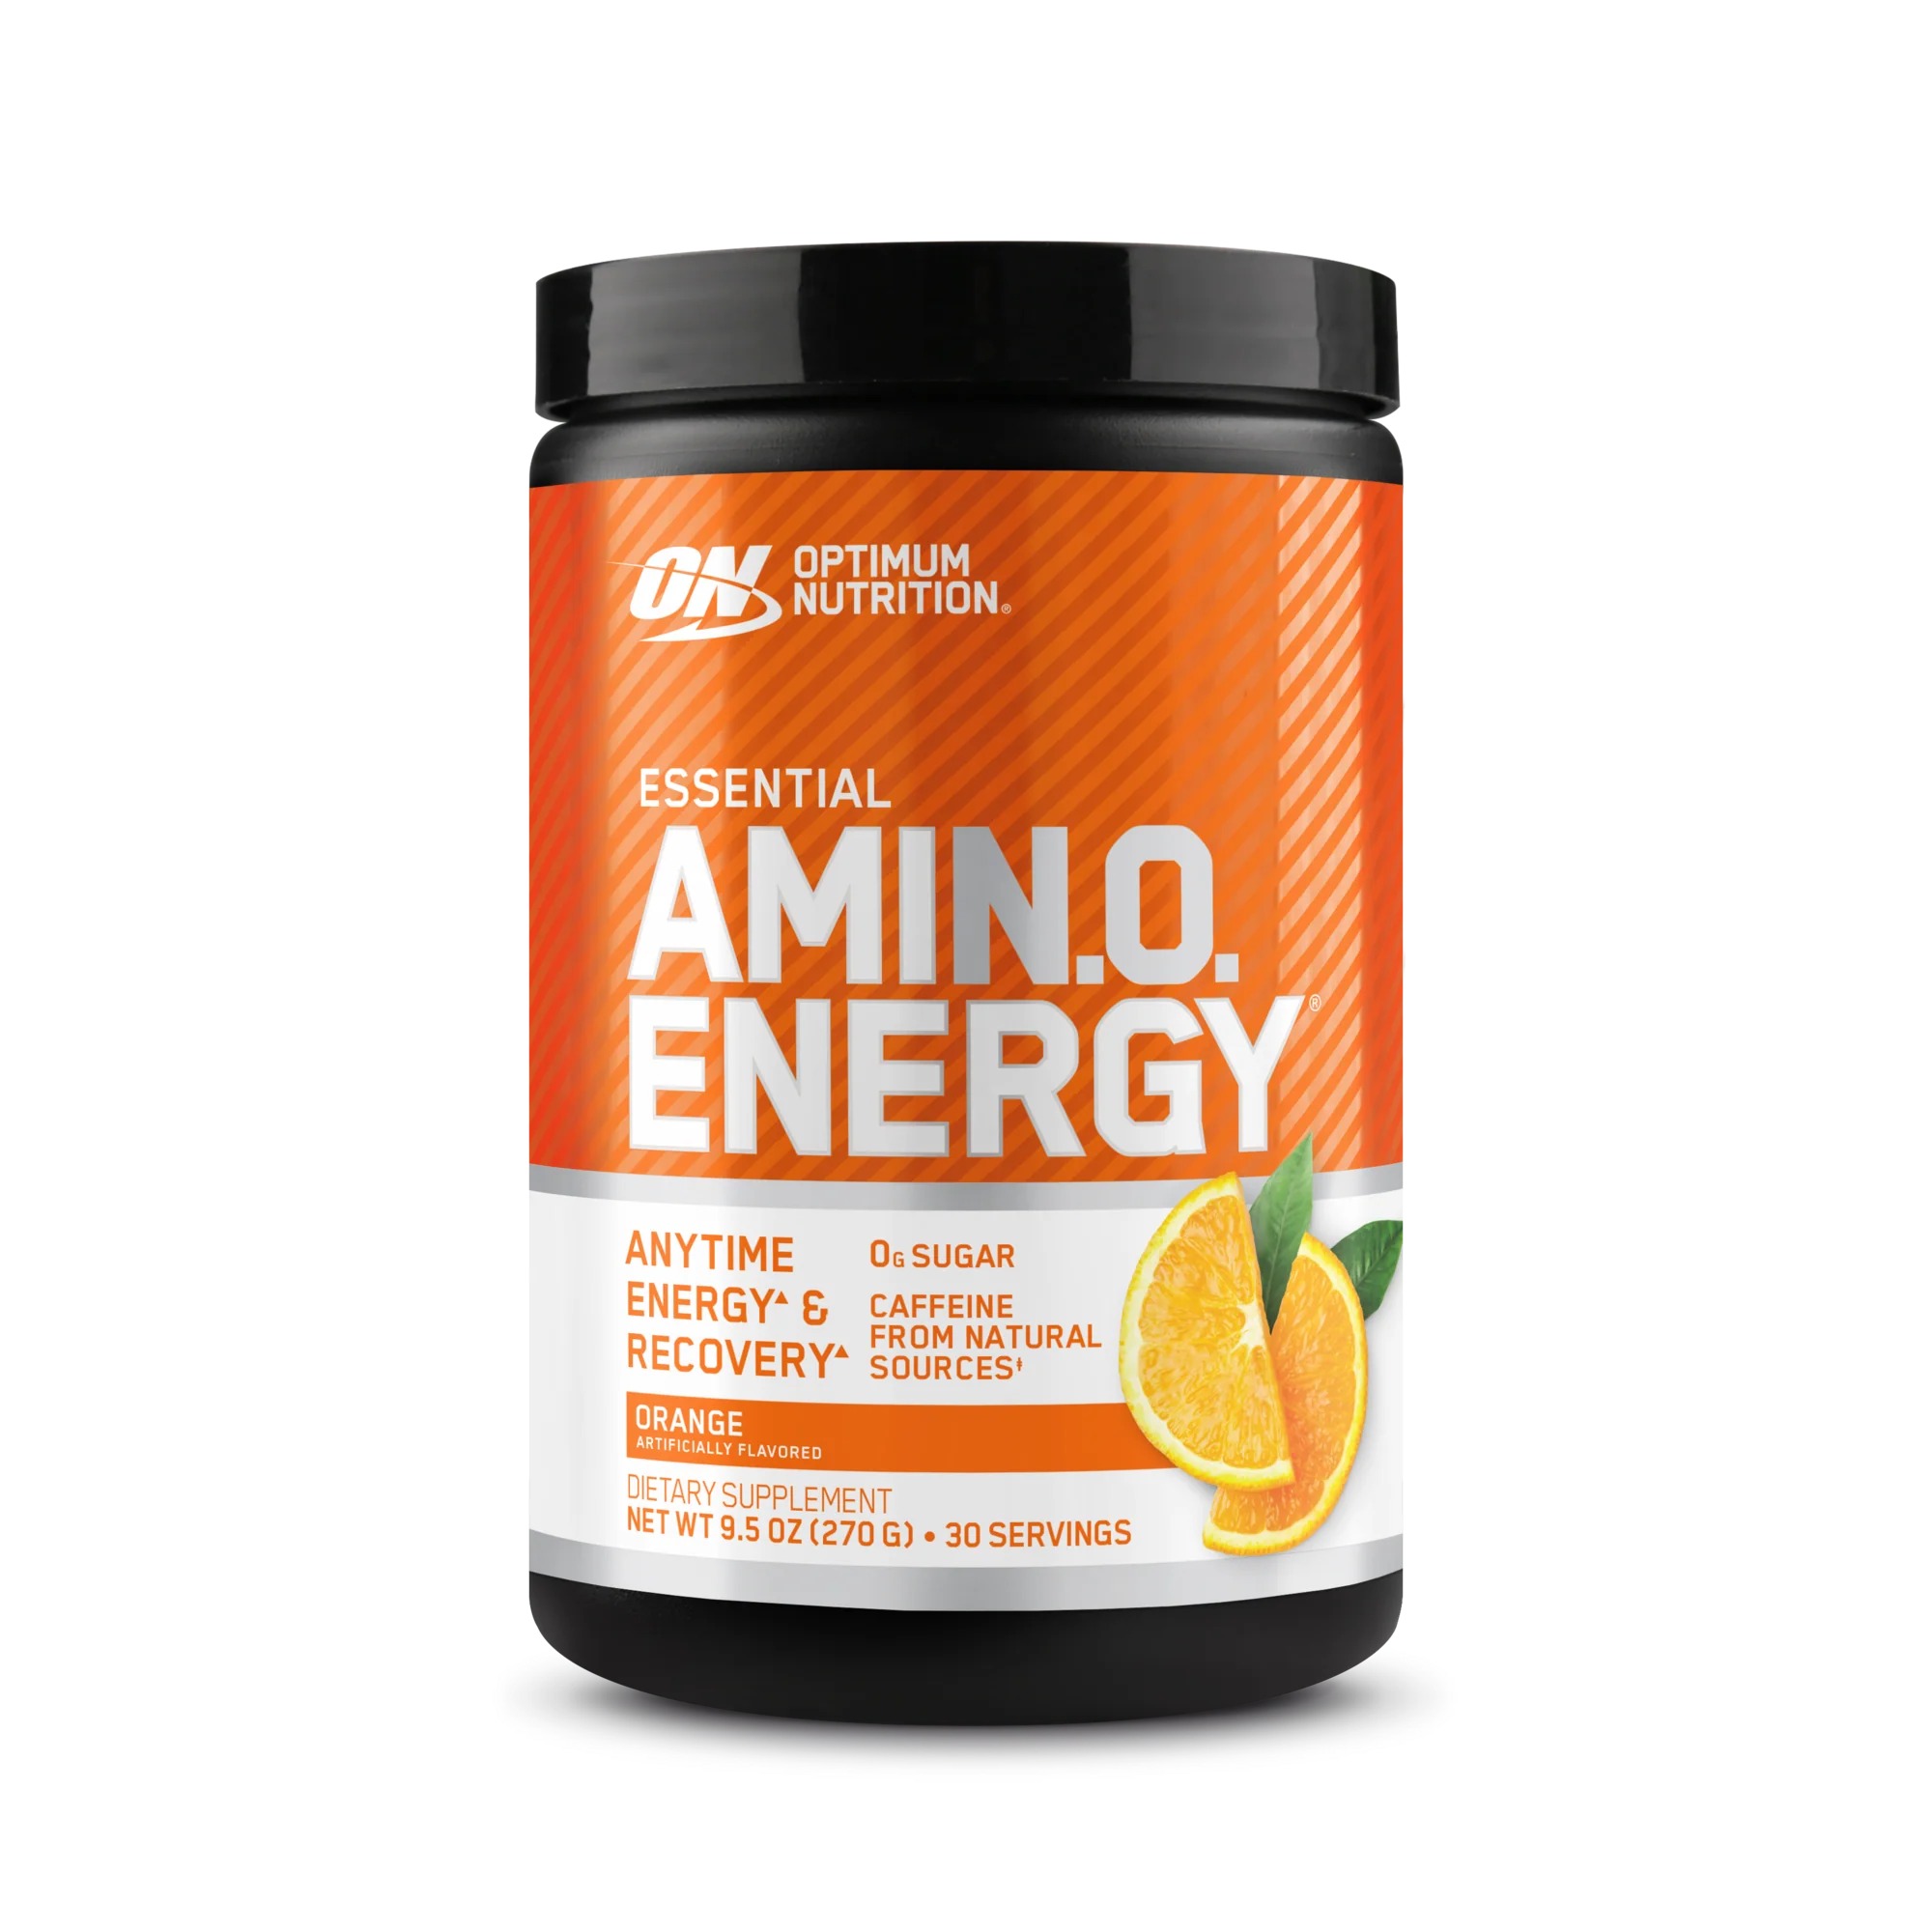 ON
OPTIMUM
NUTRITION®
ESSENTIAL
AMIN.O.
ENERGY®
ANYTIME
ENERGY▲ &
RECOVERY▲
0G SUGAR
CAFFEINE
FROM NATURAL
SOURCES‡
ORANGE
ARTIFICIALLY FLAVORED
DIETARY SUPPLEMENT
NET WT 9.5 OZ (270 G) • 30 SERVINGS